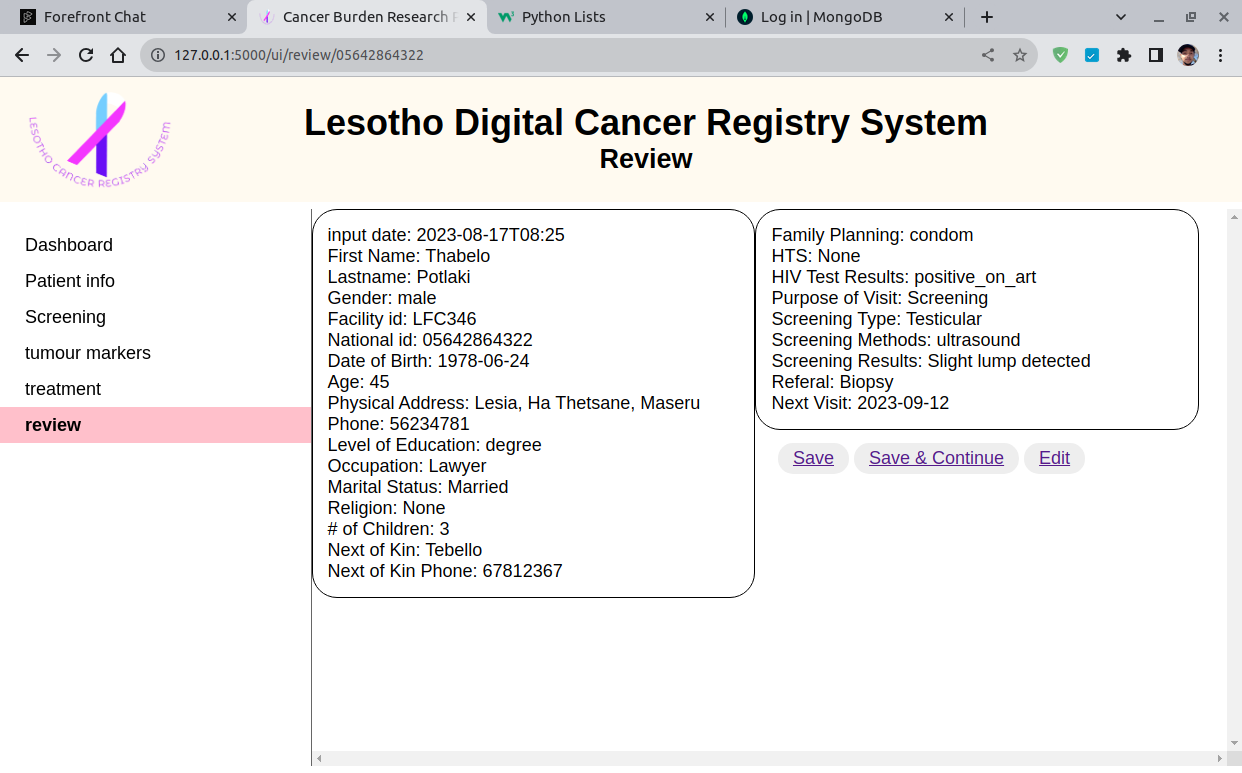 Forefront Chat
Cancer Burden Research
Python Lists
Log in | MongoDB
127.0.0.1:5000/ui/review/05642864322
LESOTHO CANCER REGISTRY SYSTEM
Lesotho Digital Cancer Registry System
Review
Dashboard
Patient info
Screening
tumour markers
treatment
review
input date: 2023-08-17T08:25
First Name: Thabelo
Lastname: Potlaki
Gender: male
Facility id: LFC346
National id: 05642864322
Date of Birth: 1978-06-24
Age: 45
Physical Address: Lesia, Ha Thetsane, Maseru
Phone: 56234781
Level of Education: degree
Occupation: Lawyer
Marital Status: Married
Religion: None
# of Children: 3
Next of Kin: Tebello
Next of Kin Phone: 67812367
Family Planning: condom
HTS: None
HIV Test Results: positive_on_art
Purpose of Visit: Screening
Screening Type: Testicular
Screening Methods: ultrasound
Screening Results: Slight lump detected
Referal: Biopsy
Next Visit: 2023-09-12
Save
Save & Continue
Edit